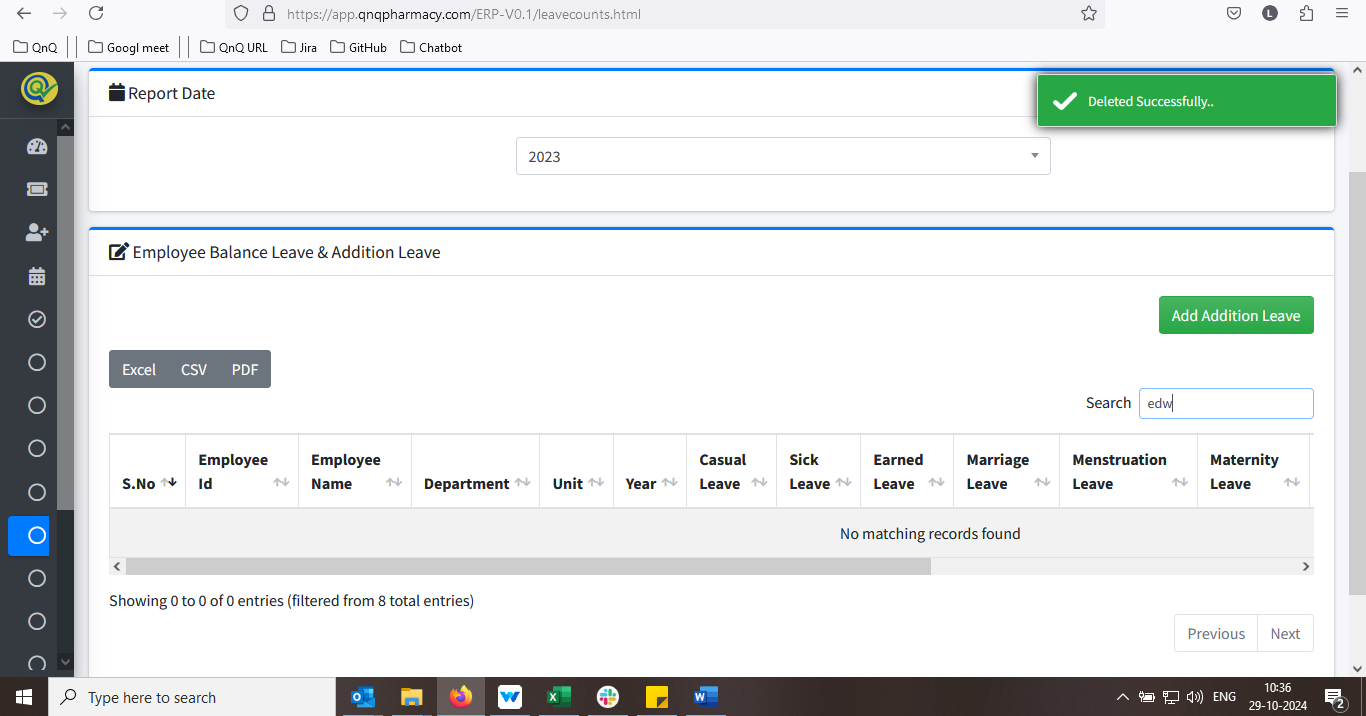 https://app.qnqpharmacy.com/ERP-V0.1/leavecounts.html
L
QnQ
Googl meet
QnQ URL
Jira
GitHub
Chatbot
Report Date
Deleted Successfully..
2023
Employee Balance Leave & Addition Leave
Add Addition Leave
Excel CSV PDF
Search edw
S.No
Employee Id
Employee Name
Department
Unit
Year
Casual Leave
Sick Leave
Earned Leave
Marriage Leave
Menstruation Leave
Maternity Leave
No matching records found
Showing 0 to 0 of 0 entries (filtered from 8 total entries)
Previous Next
Type here to search
ENG
10:36
29-10-2024
2